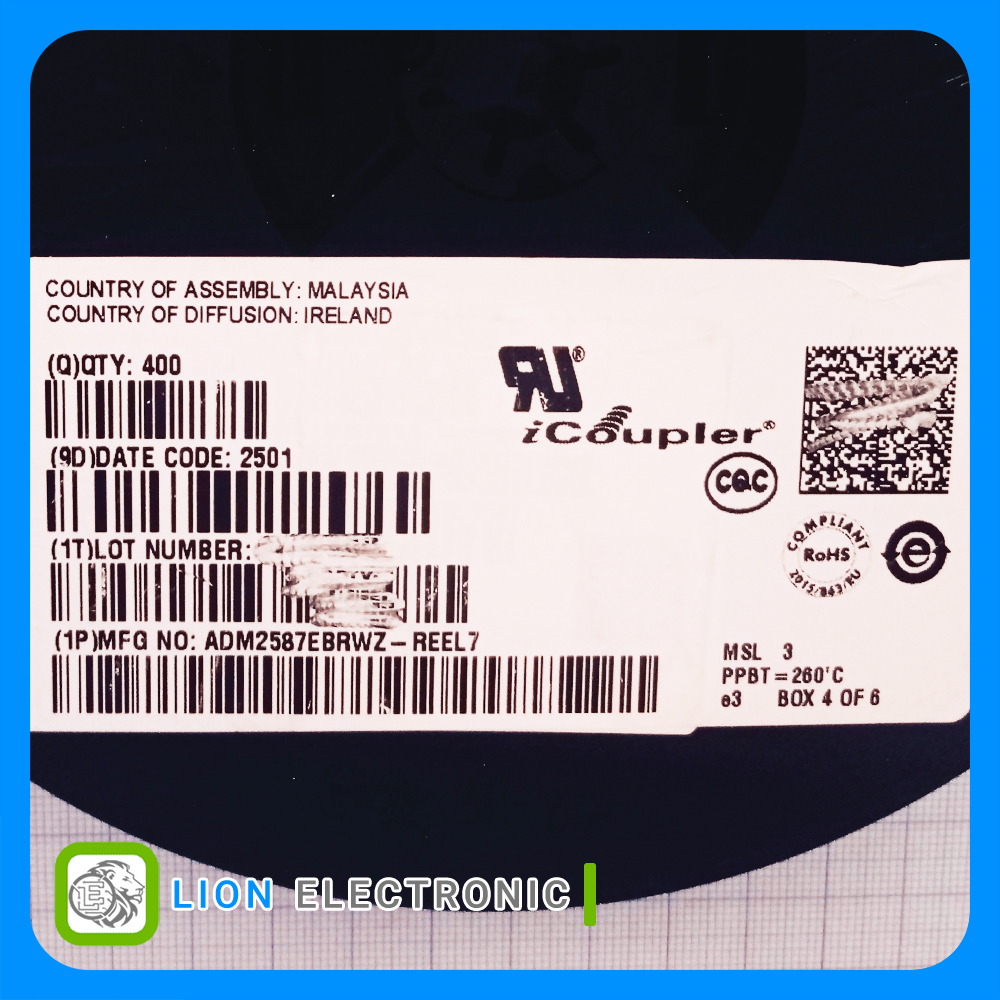 COUNTRY OF ASSEMBLY: MALAYSIA
COUNTRY OF DIFFUSION: IRELAND
(Q)QTY: 400
(9D)DATE CODE: 2501
(1T)LOT NUMBER:
(1P)MFG NO: ADM2587EBRWZ-REEL7
RU®
iCoupler®
CQC
COMPLIANT
RoHS
2015/863/EU
e
MSL 3
PPBT=260°C
e3 BOX 4 OF 6
LE
LION ELECTRONIC